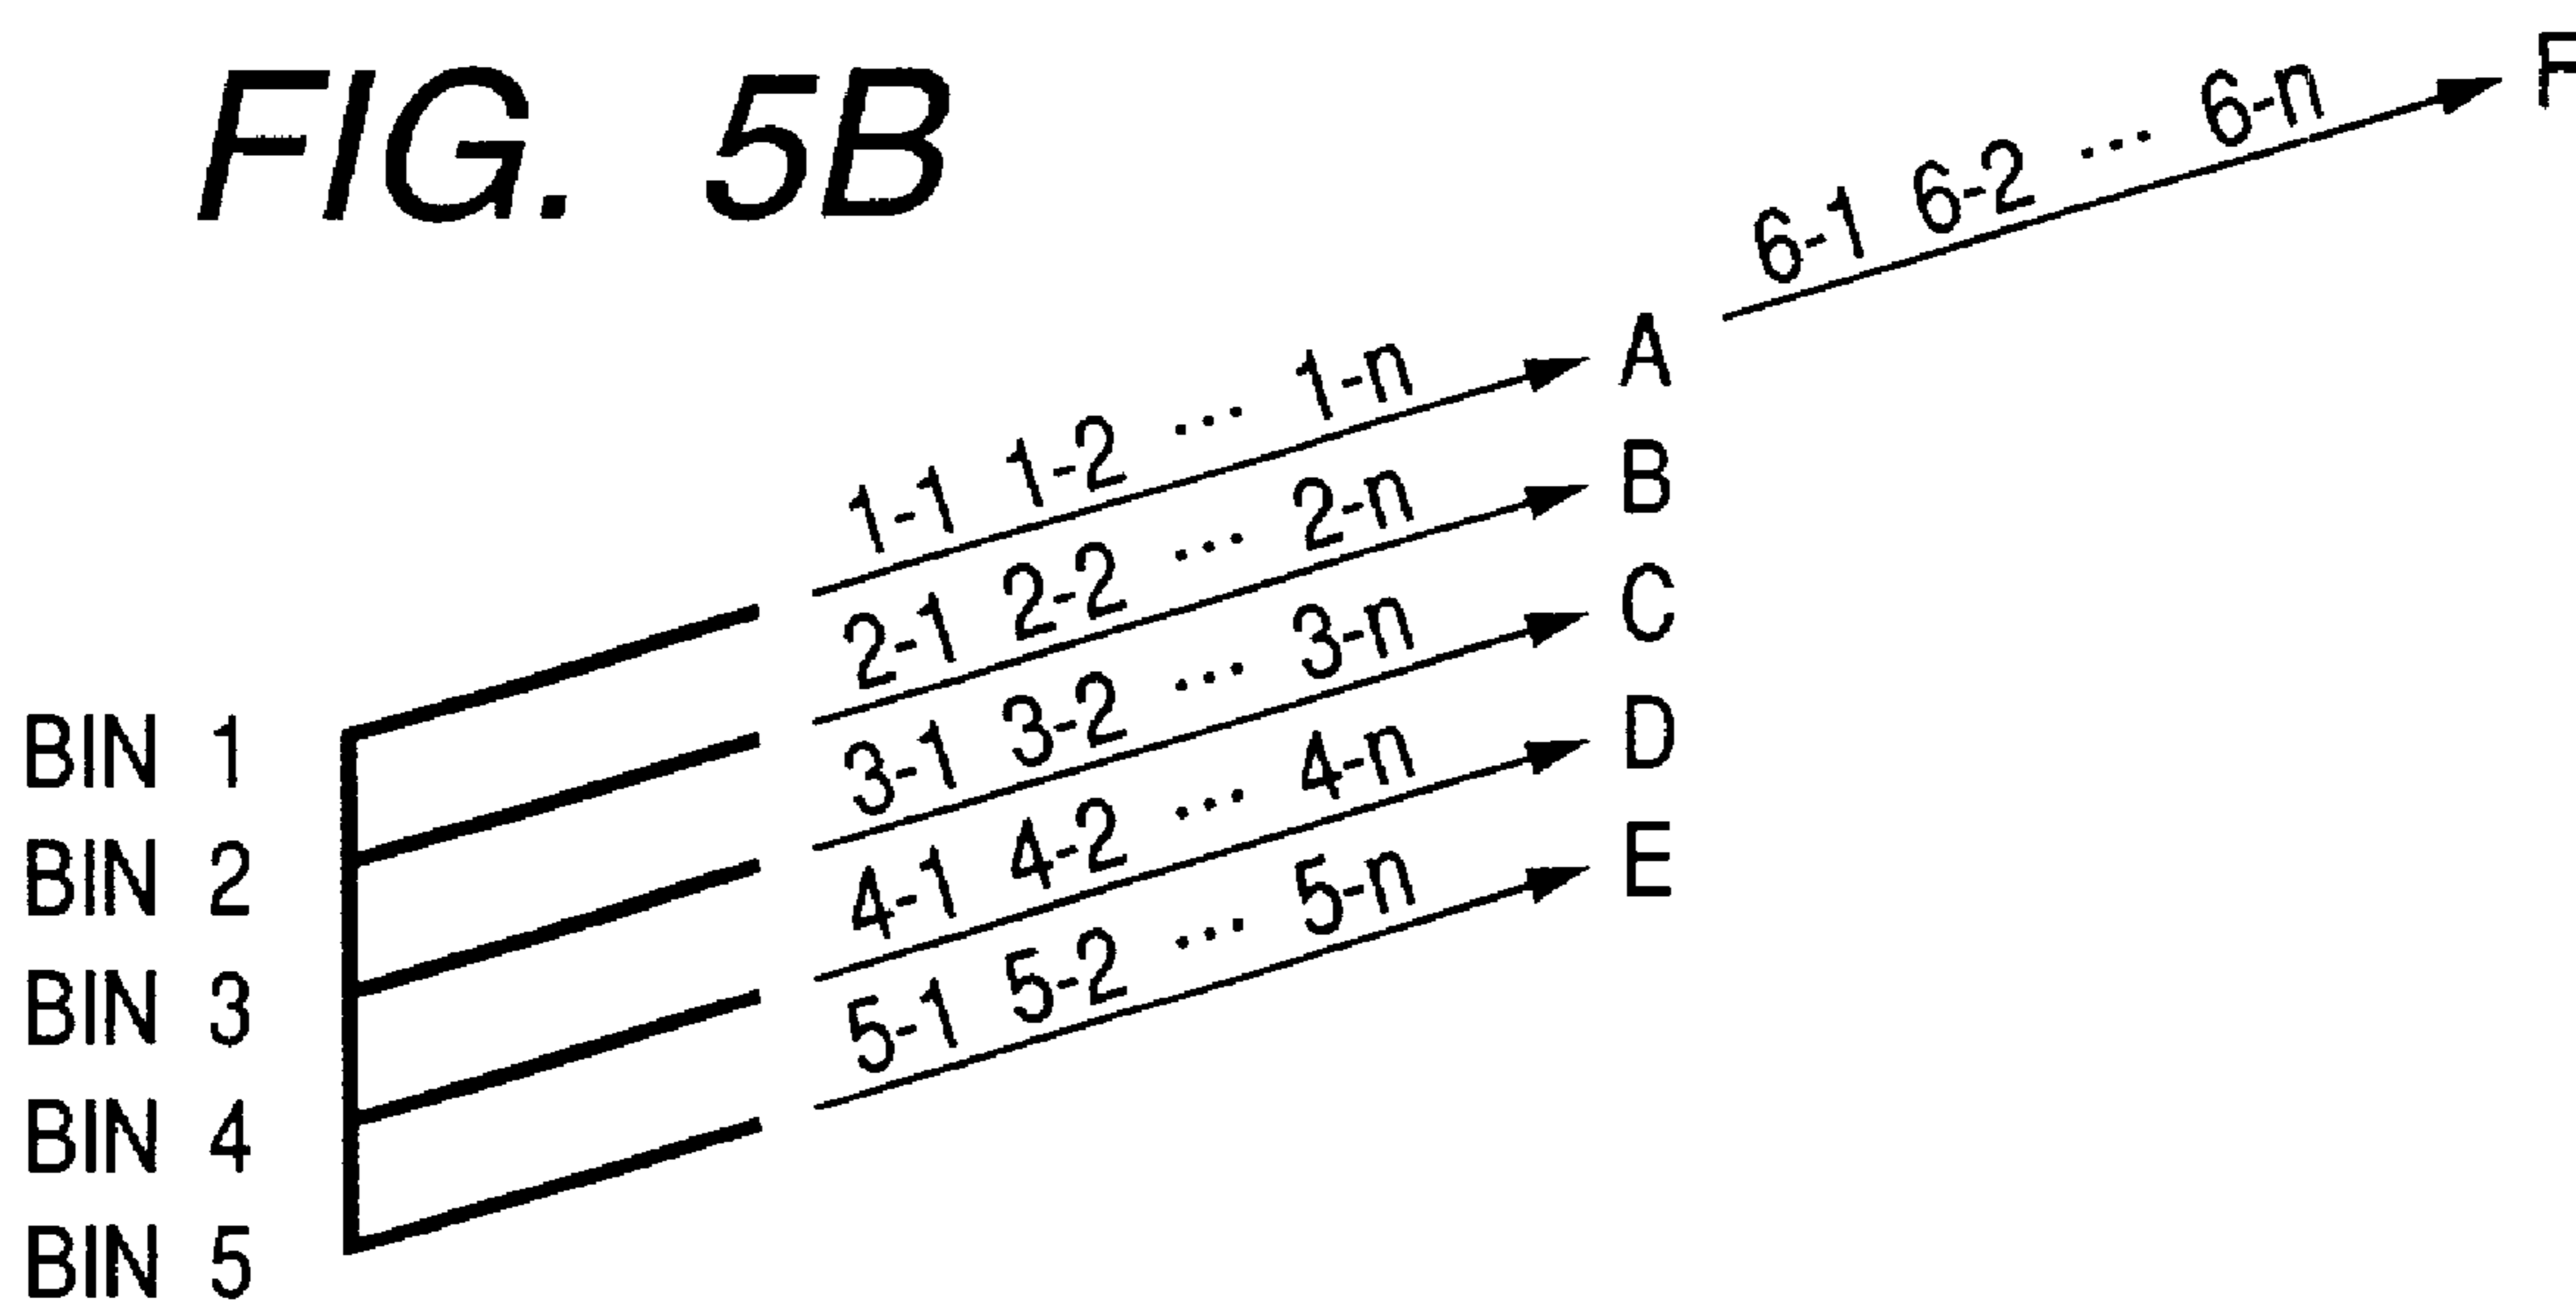 FIG. 5B
6-1 6-2 ... 6-n
1-1 1-2 ... 1-n A
2-1 2-2 ... 2-n B
3-1 3-2 ... 3-n C
4-1 4-2 ... 4-n D
5-1 5-2 ... 5-n E
BIN 1
BIN 2
BIN 3
BIN 4
BIN 5